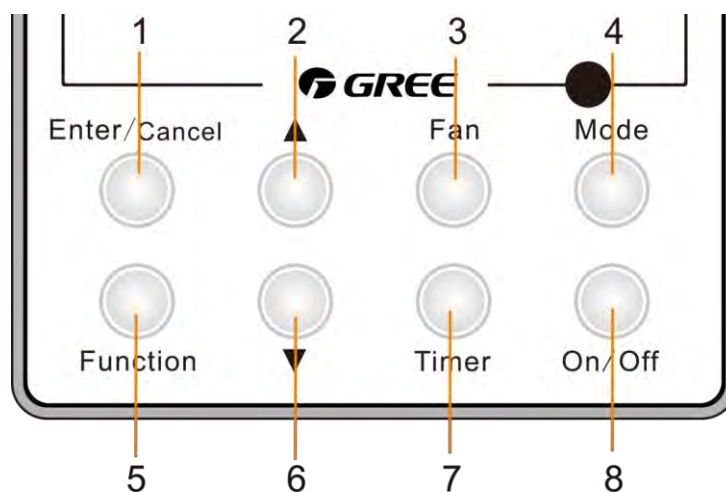 1 2 3 4
GREE
Enter/Cancel ▲ Fan Mode
Function ▼ Timer On/Off
5 6 7 8